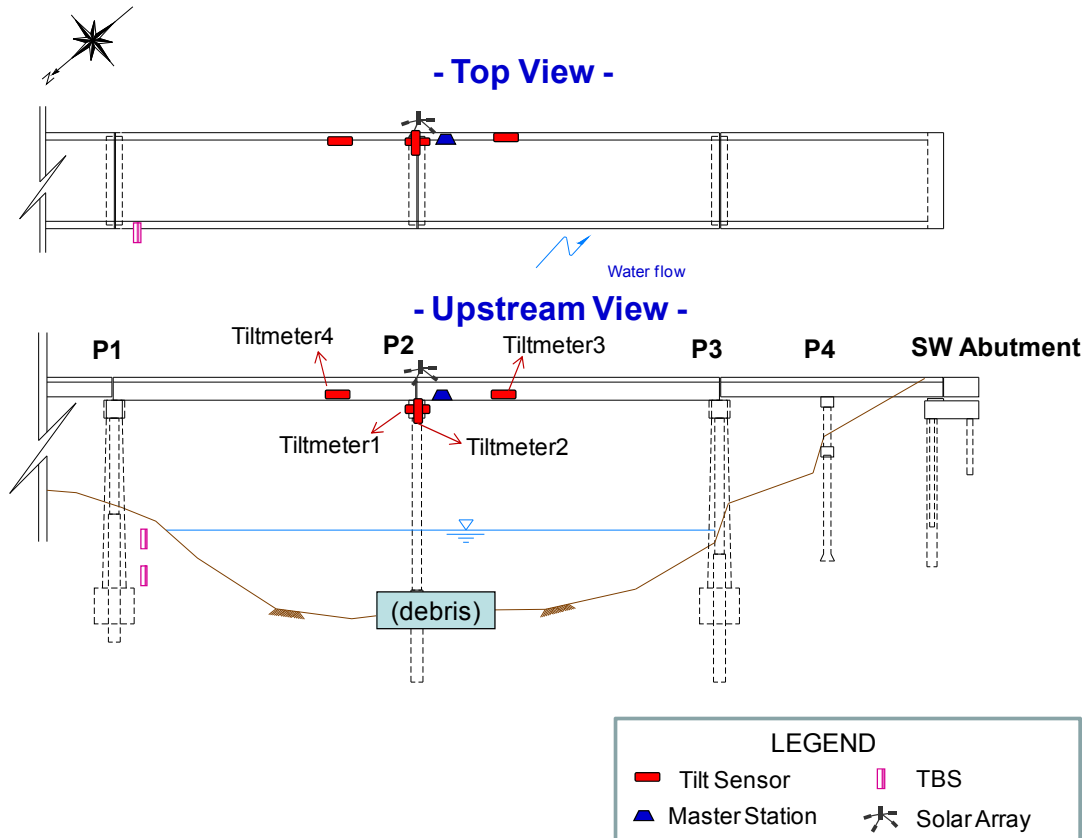 N
- Top View -
Water flow
- Upstream View -
Tiltmeter4
P1
P2
Tiltmeter3
P3
P4
SW Abutment
Tiltmeter1
Tiltmeter2
(debris)
LEGEND
Tilt Sensor
TBS
Master Station
Solar Array